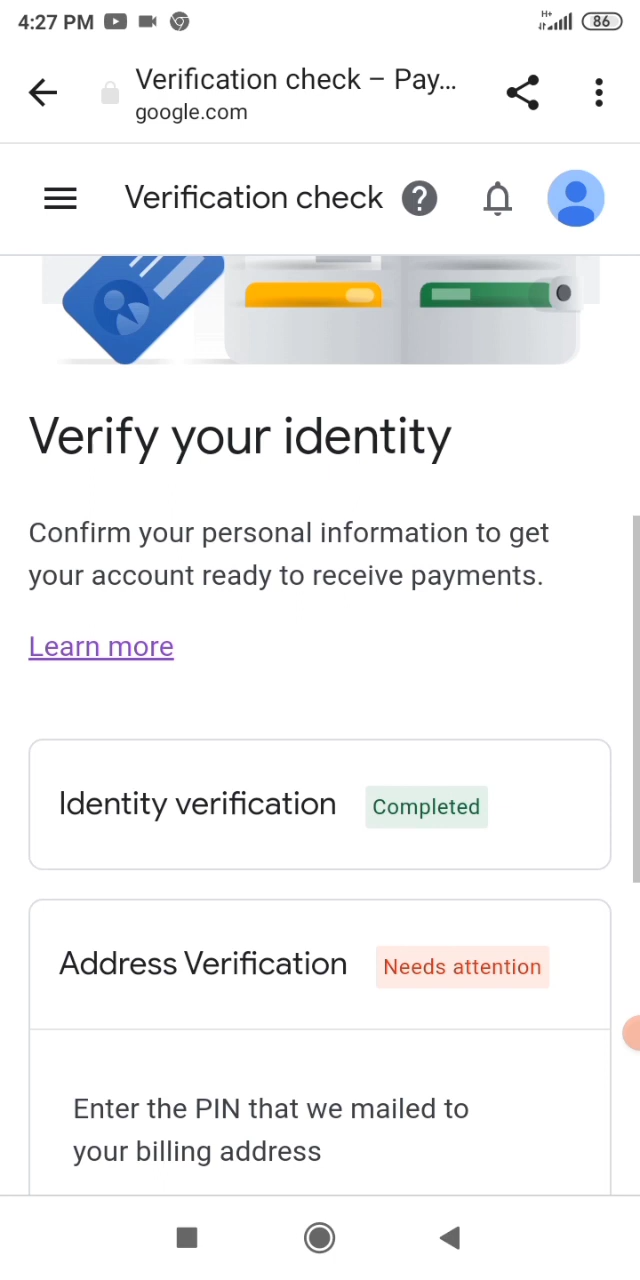 4:27 PM
H+
86
Verification check – Pay...
google.com
Verification check
Verify your identity
Confirm your personal information to get
your account ready to receive payments.
Learn more
Identity verification Completed
Address Verification Needs attention
Enter the PIN that we mailed to
your billing address